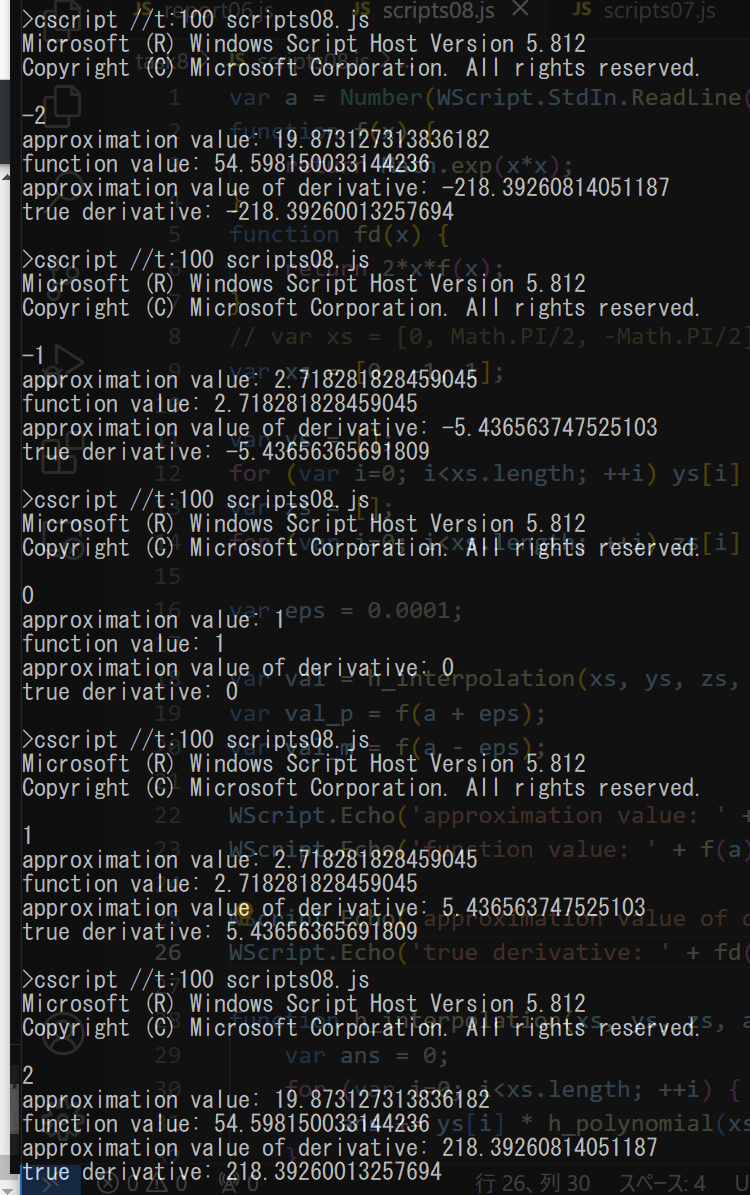 >cscript //t:100 scripts08.js
Microsoft (R) Windows Script Host Version 5.812
Copyright (C) Microsoft Corporation. All rights reserved.
-2
approximation value: 19.873127313836182
function value: 54.598150033144236
approximation value of derivative: -218.39260814051187
true derivative: -218.39260013257694
>cscript //t:100 scripts08.js
Microsoft (R) Windows Script Host Version 5.812
Copyright (C) Microsoft Corporation. All rights reserved.
-1
approximation value: 2.718281828459045
function value: 2.718281828459045
approximation value of derivative: -5.436563747525103
true derivative: -5.43656365691809
>cscript //t:100 scripts08.js
Microsoft (R) Windows Script Host Version 5.812
Copyright (C) Microsoft Corporation. All rights reserved.
0
approximation value: 1
function value: 1
approximation value of derivative: 0
true derivative: 0
>cscript //t:100 scripts08.js
Microsoft (R) Windows Script Host Version 5.812
Copyright (C) Microsoft Corporation. All rights reserved.
1
approximation value: 2.718281828459045
function value: 2.718281828459045
approximation value of derivative: 5.436563747525103
true derivative: 5.43656365691809
>cscript //t:100 scripts08.js
Microsoft (R) Windows Script Host Version 5.812
Copyright (C) Microsoft Corporation. All rights reserved.
2
approximation value: 19.873127313836182
function value: 54.598150033144236
approximation value of derivative: 218.39260814051187
true derivative: 218.39260013257694
JS scripts08.js
JS scripts07.js
1 var a = Number(WScript.StdIn.ReadLine(
5 function fd(x) {
8 // var xs = [0, Math.PI/2, -Math.PI/2]
12 for (var i=0; i<xs.length; ++i) ys[i]
15
16 var eps = 0.0001;
19 var val_p = f(a + eps);
22 WScript.Echo('approximation value: ' +
26 WScript.Echo('true derivative: ' + fd(
29 var ans = 0;
行 26、列 30
スペース: 4